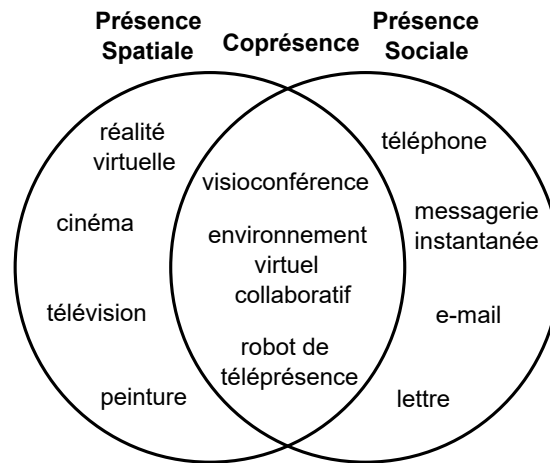 Présence
Spatiale
Coprésence
Présence
Sociale
réalité
virtuelle
cinéma
télévision
peinture
visioconférence
environnement
virtuel
collaboratif
robot de
téléprésence
téléphone
messagerie
instantanée
e-mail
lettre